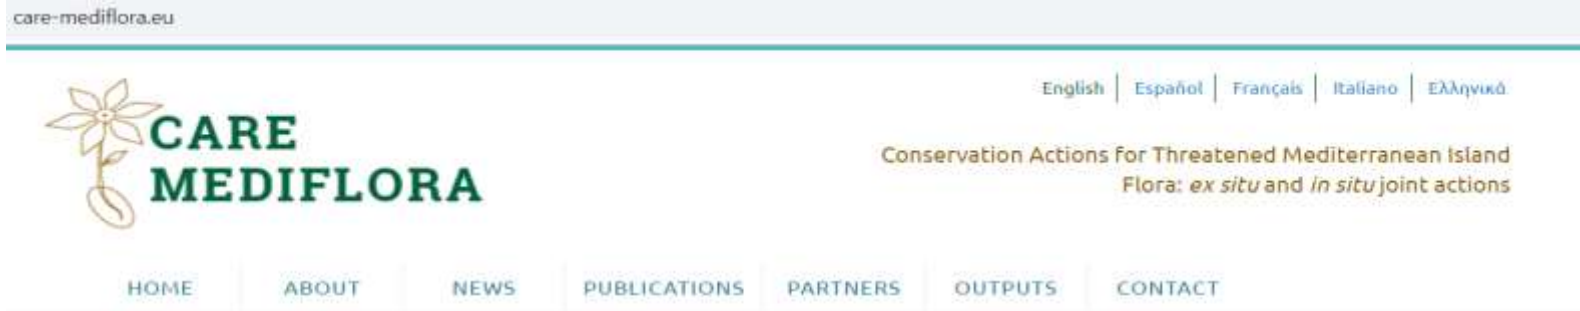 care-mediflora.eu
English | Español | Français | Italiano | Ελληνικά
CARE
MEDIFLORA
Conservation Actions for Threatened Mediterranean Island
Flora: ex situ and in situ joint actions
HOME ABOUT NEWS PUBLICATIONS PARTNERS OUTPUTS CONTACT